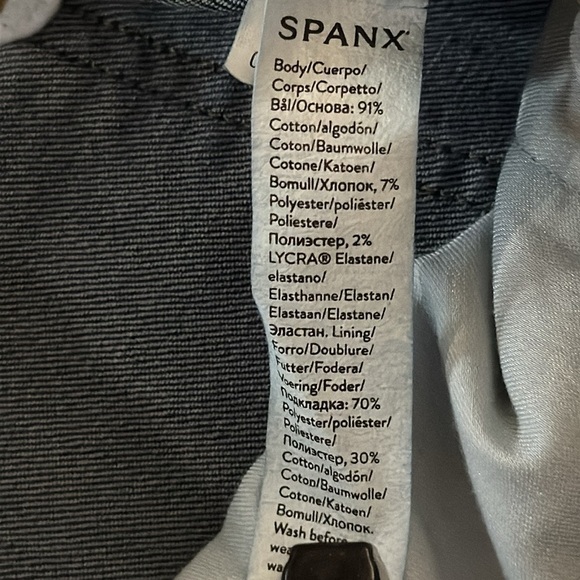 SPANX
Body/Cuerpo/
Corps/Corpetto/
Bål/Основа: 91%
Cotton/algodón/
Coton/Baumwolle/
Cotone/Katoen/
Bomull/Хлопок, 7%
Polyester/poliéster/
Poliestere/
Полиэстер, 2%
LYCRA® Elastane/
elastano/
Elasthanne/Elastan/
Elastaan/Elastane/
Эластан. Lining/
Forro/Doublure/
Futter/Fodera/
Voering/Foder/
Подкладка: 70%
Polyester/poliéster/
Poliestere/
Полиэстер, 30%
Cotton/algodón/
Coton/Baumwolle/
Cotone/Katoen/
Bomull/Хлопок.
Wash before